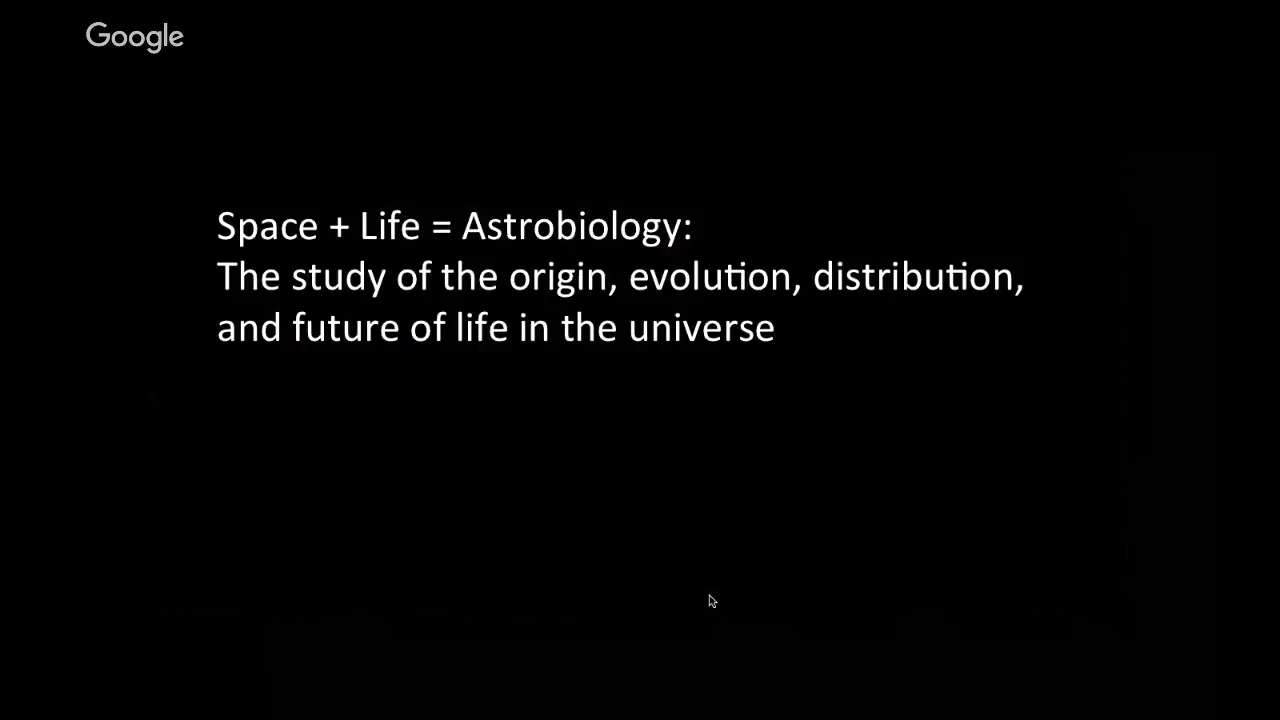 Google
Space + Life = Astrobiology:
The study of the origin, evolution, distribution,
and future of life in the universe